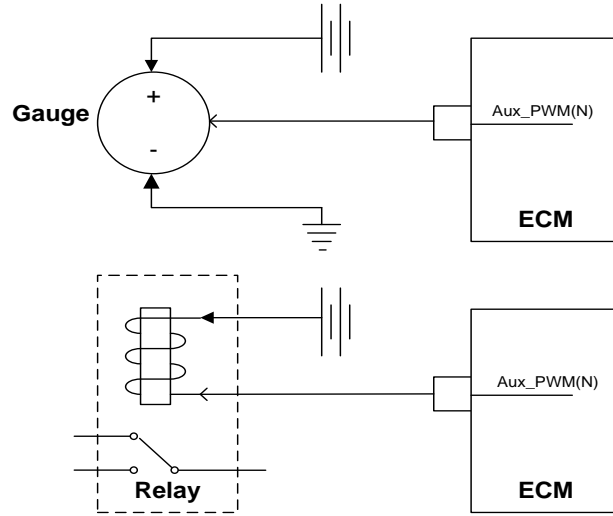 +
Gauge
Aux_PWM(N)
-
ECM
Aux_PWM(N)
Relay
ECM